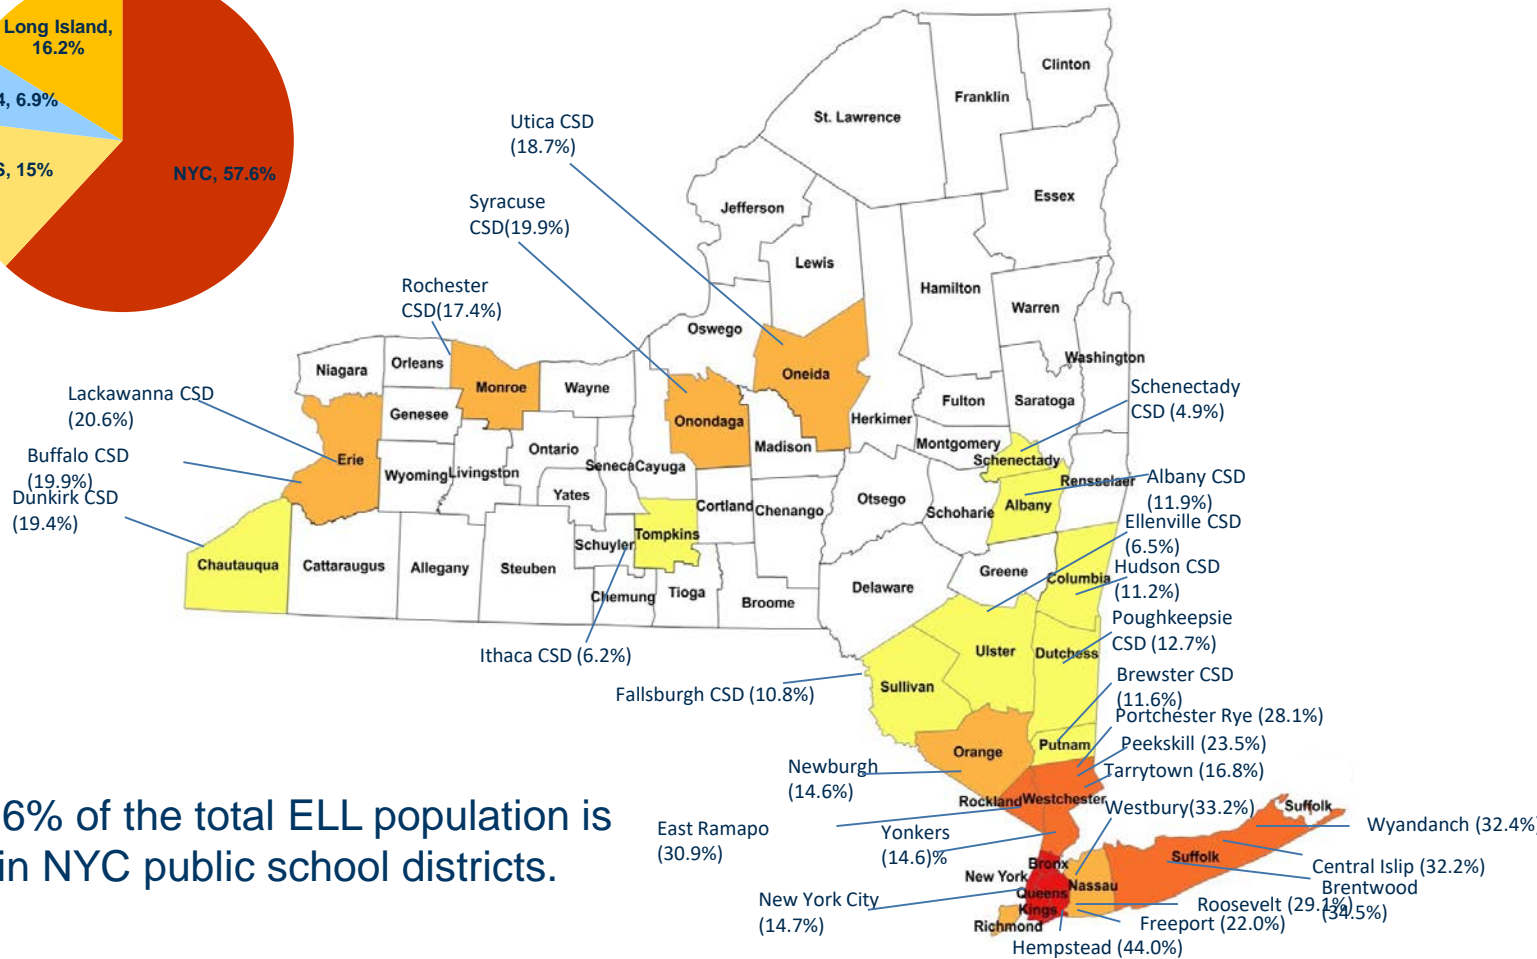 Long Island,
16.2%
4, 6.9%
S, 15%
NYC, 57.6%
Utica CSD
(18.7%)
Syracuse
CSD(19.9%)
Rochester
CSD(17.4%)
Lackawanna CSD
(20.6%)
Buffalo CSD
(19.9%)
Dunkirk CSD
(19.4%)
Clinton
Franklin
St. Lawrence
Essex
Jefferson
Lewis
Hamilton
Warren
Oswego
Washington
Niagara
Orleans
Monroe
Wayne
Oneida
Genesee
Onondaga
Herkimer
Fulton
Saratoga
Schenectady
CSD (4.9%)
Erie
Wyoming
Livingston
Ontario
Seneca
Cayuga
Madison
Montgomery
Schenectady
Rensselaer
Albany CSD
(11.9%)
Yates
Cortland
Chenango
Otsego
Schoharie
Albany
Ellenville CSD
(6.5%)
Chautauqua
Cattaraugus
Allegany
Steuben
Schuyler
Tompkins
Chemung
Tioga
Broome
Delaware
Greene
Columbia
Hudson CSD
(11.2%)
Ithaca CSD (6.2%)
Fallsburgh CSD (10.8%)
Sullivan
Ulster
Dutchess
Poughkeepsie
CSD (12.7%)
Brewster CSD
(11.6%)
Portchester Rye (28.1%)
Peekskill (23.5%)
Tarrytown (16.8%)
Orange
Putnam
Newburgh
(14.6%)
Rockland
Westchester
Westbury(33.2%)
East Ramapo
(30.9%)
Yonkers
(14.6)%
Suffolk
Wyandanch (32.4%)
Central Islip (32.2%)
Brentwood
(34.5%)
Suffolk
Bronx
New York
Queens
Nassau
Kings
Richmond
New York City
(14.7%)
Roosevelt (29.1%)
Freeport (22.0%)
Hempstead (44.0%)
6% of the total ELL population is
in NYC public school districts.